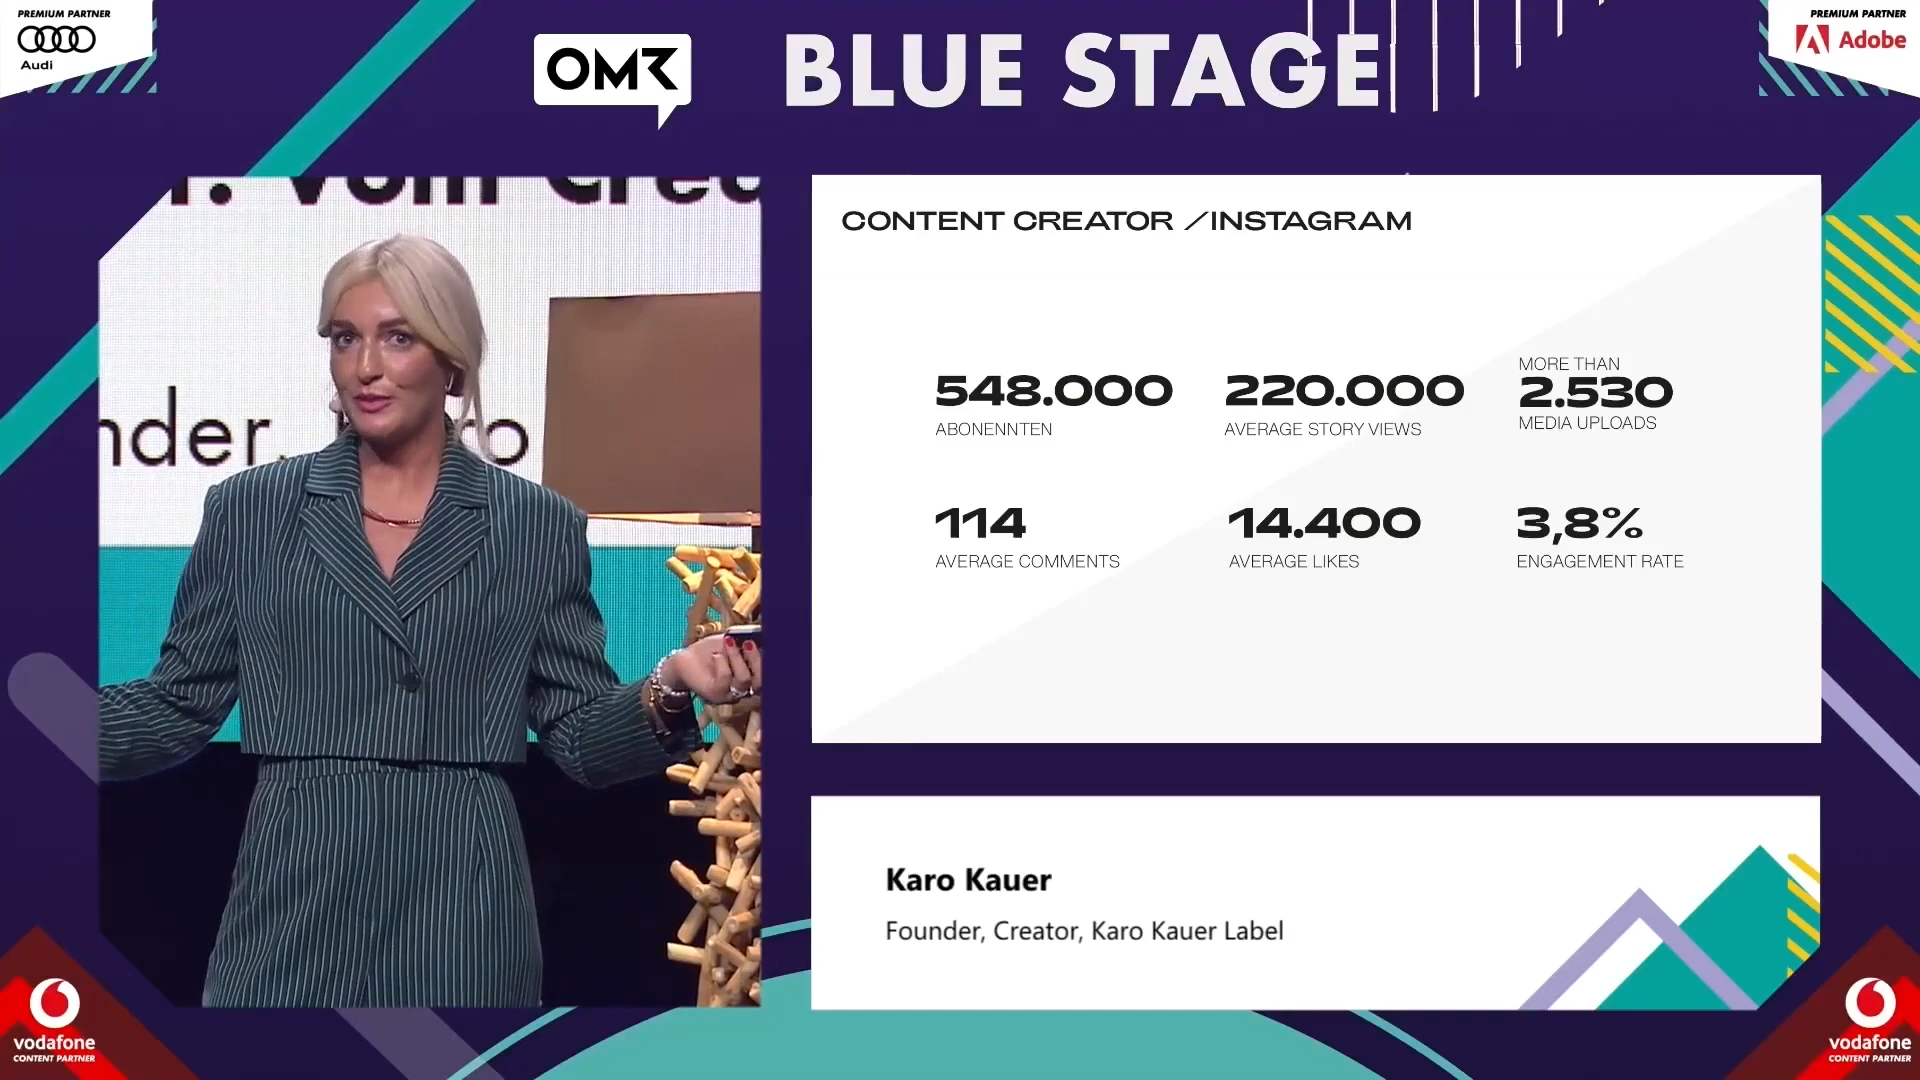 PREMIUM PARTNER
Audi
OMR
BLUE STAGE
PREMIUM PARTNER
Adobe
CONTENT CREATOR /INSTAGRAM
548.000
ABONENNTEN
220.000
AVERAGE STORY VIEWS
MORE THAN
2.530
MEDIA UPLOADS
114
AVERAGE COMMENTS
14.400
AVERAGE LIKES
3,8%
ENGAGEMENT RATE
Karo Kauer
Founder, Creator, Karo Kauer Label
vodafone
CONTENT PARTNER
vodafone
CONTENT PARTNER